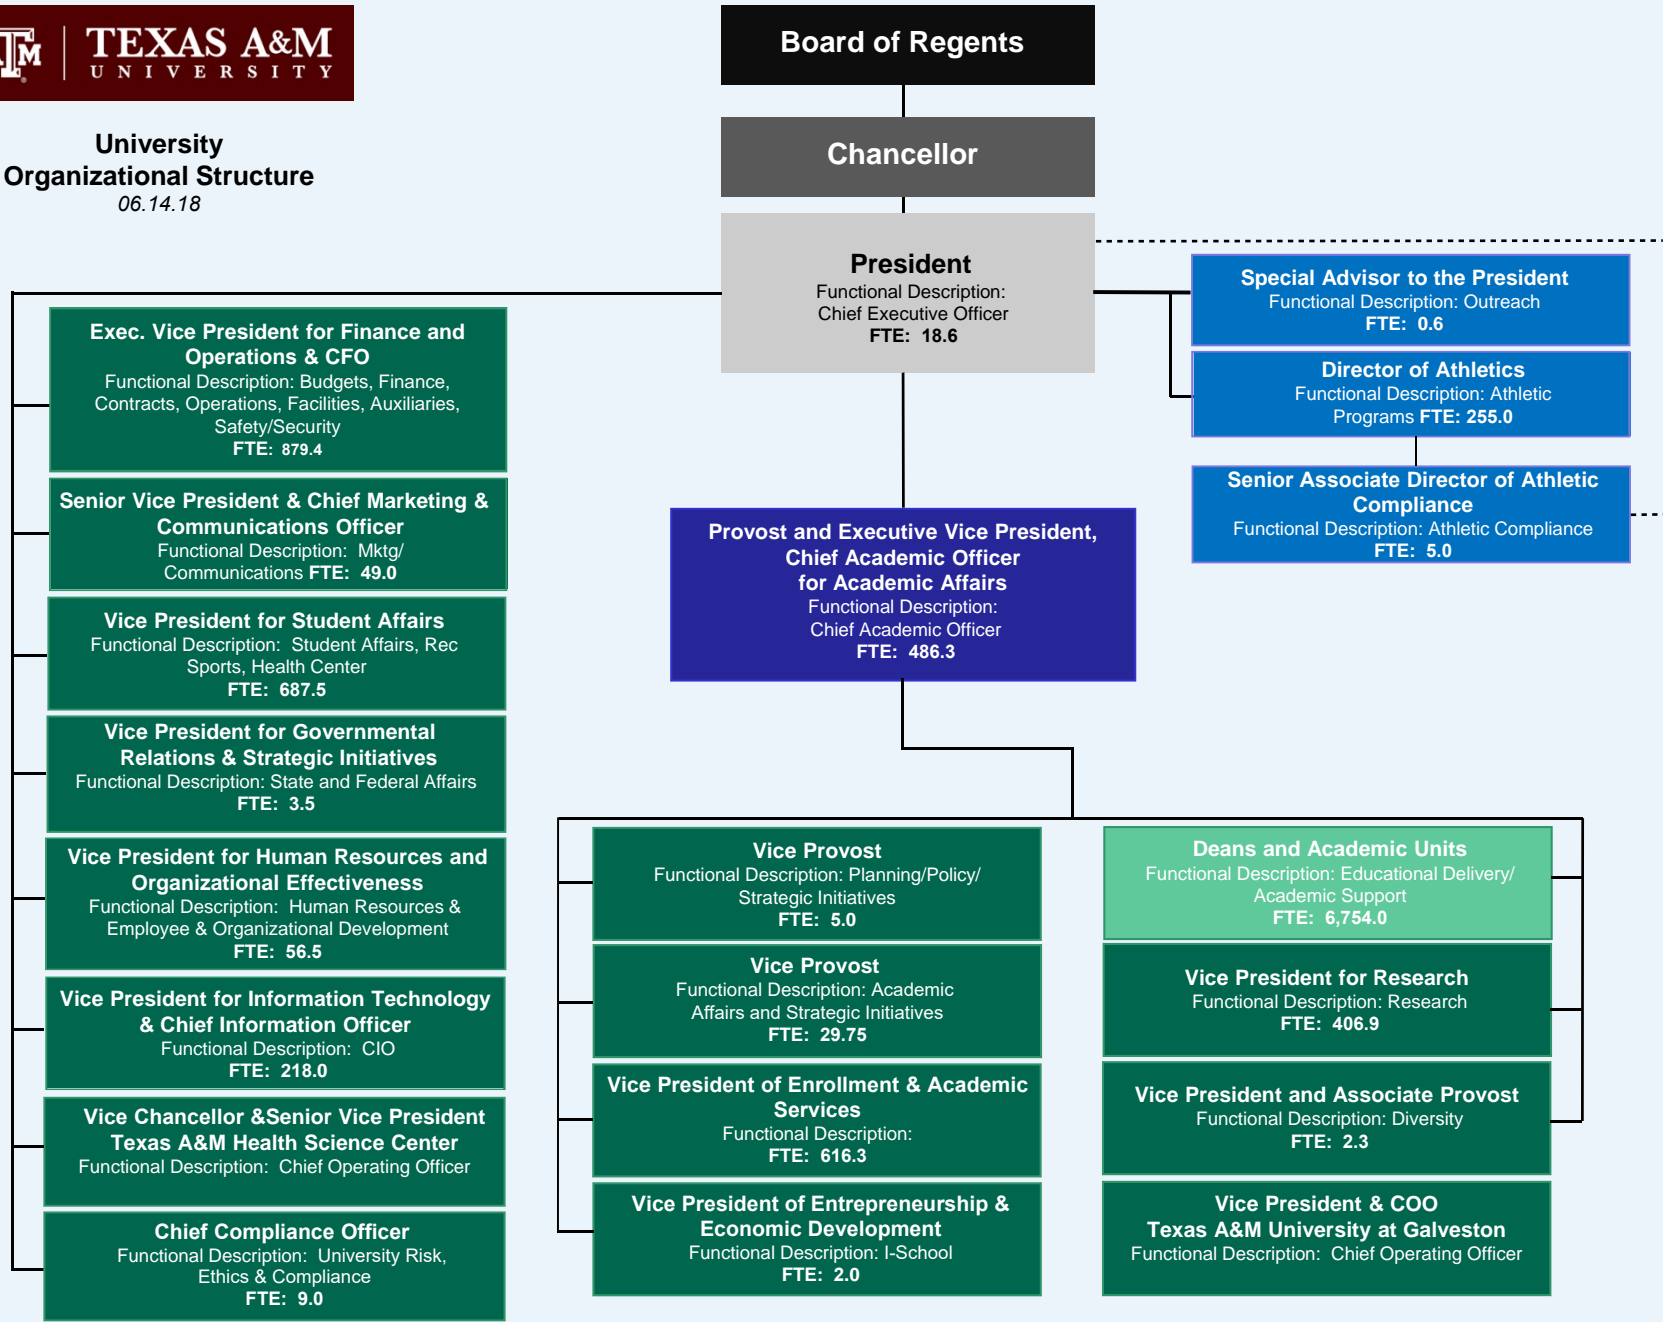 TEXAS A&M
UNIVERSITY
University
Organizational Structure
06.14.18
Board of Regents
Chancellor
President
Functional Description:
Chief Executive Officer
FTE: 18.6
Special Advisor to the President
Functional Description: Outreach
FTE: 0.6
Director of Athletics
Functional Description: Athletic
Programs FTE: 255.0
Senior Associate Director of Athletic
Compliance
Functional Description: Athletic Compliance
FTE: 5.0
Exec. Vice President for Finance and
Operations & CFO
Functional Description: Budgets, Finance,
Contracts, Operations, Facilities, Auxiliaries,
Safety/Security
FTE: 879.4
Senior Vice President & Chief Marketing &
Communications Officer
Functional Description: Mktg/
Communications FTE: 49.0
Vice President for Student Affairs
Functional Description: Student Affairs, Rec
Sports, Health Center
FTE: 687.5
Vice President for Governmental
Relations & Strategic Initiatives
Functional Description: State and Federal Affairs
FTE: 3.5
Vice President for Human Resources and
Organizational Effectiveness
Functional Description: Human Resources &
Employee & Organizational Development
FTE: 56.5
Vice President for Information Technology
& Chief Information Officer
Functional Description: CIO
FTE: 218.0
Vice Chancellor &Senior Vice President
Texas A&M Health Science Center
Functional Description: Chief Operating Officer
Chief Compliance Officer
Functional Description: University Risk,
Ethics & Compliance
FTE: 9.0
Provost and Executive Vice President,
Chief Academic Officer
for Academic Affairs
Functional Description:
Chief Academic Officer
FTE: 486.3
Vice Provost
Functional Description: Planning/Policy/
Strategic Initiatives
FTE: 5.0
Vice Provost
Functional Description: Academic
Affairs and Strategic Initiatives
FTE: 29.75
Vice President of Enrollment & Academic
Services
Functional Description:
FTE: 616.3
Vice President of Entrepreneurship &
Economic Development
Functional Description: I-School
FTE: 2.0
Deans and Academic Units
Functional Description: Educational Delivery/
Academic Support
FTE: 6,754.0
Vice President for Research
Functional Description: Research
FTE: 406.9
Vice President and Associate Provost
Functional Description: Diversity
FTE: 2.3
Vice President & COO
Texas A&M University at Galveston
Functional Description: Chief Operating Officer